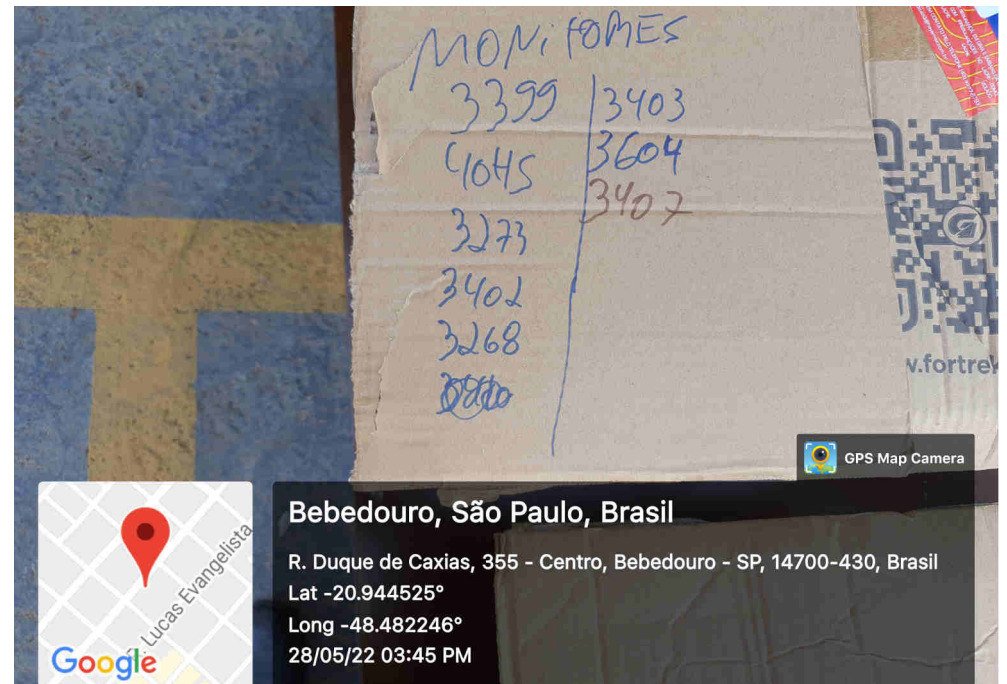 MONITORES
3399
4045
3273
3402
3268
3403
3604
3407
v.fortrek
GPS Map Camera
Bebedouro, São Paulo, Brasil
R. Duque de Caxias, 355 - Centro, Bebedouro - SP, 14700-430, Brasil
Lat -20.944525°
Long -48.482246°
28/05/22 03:45 PM
Lucas Evangelista
Google